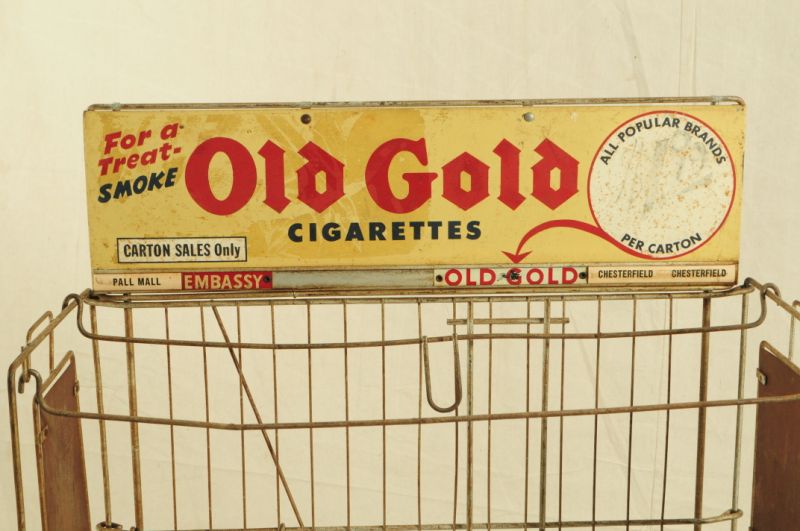 For a
Treat-
SMOKE
Old Gold
CIGARETTES
CARTON SALES Only
ALL POPULAR BRANDS
PER CARTON
PALL MALL EMBASSY OLD GOLD CHESTERFIELD CHESTERFIELD